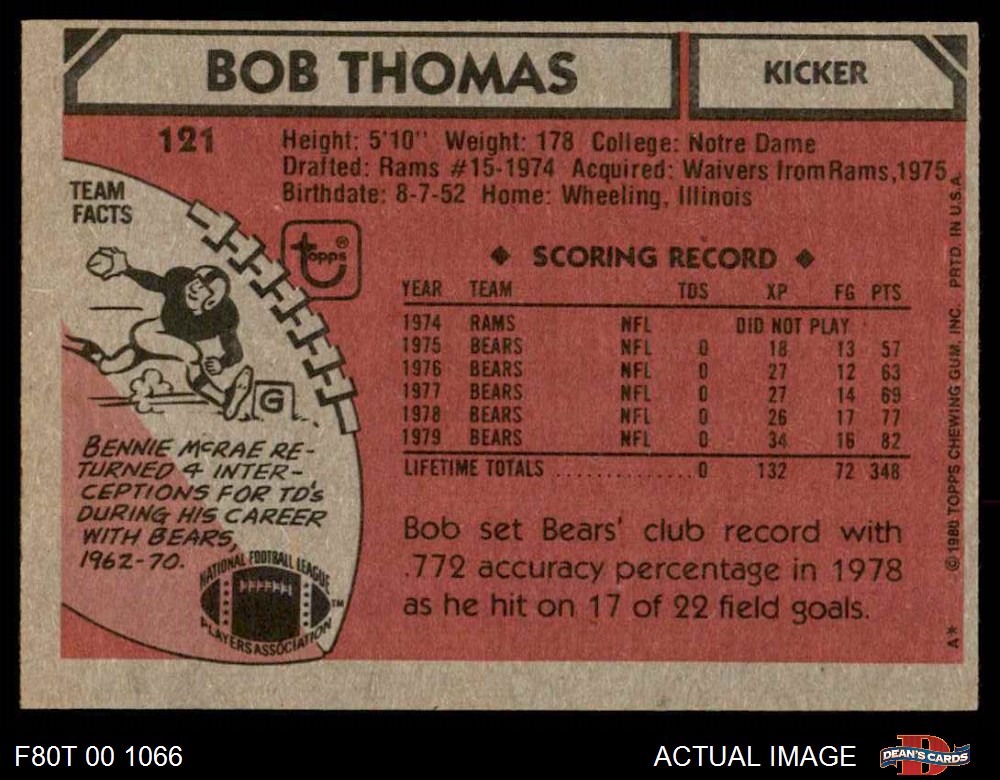 BOB THOMAS
KICKER
121
Height: 5'10" Weight: 178 College: Notre Dame
Drafted: Rams #15-1974 Acquired: Waivers from Rams, 1975
Birthdate: 8-7-52 Home: Wheeling, Illinois
TEAM
FACTS
topps®
◆ SCORING RECORD ◆
YEAR TEAM TDS XP FG PTS
1974 RAMS NFL DID NOT PLAY
1975 BEARS NFL 0 18 13 57
1976 BEARS NFL 0 27 12 63
1977 BEARS NFL 0 27 14 69
1978 BEARS NFL 0 26 17 77
1979 BEARS NFL 0 34 16 82
LIFETIME TOTALS .................. 0 132 72 348
G
BENNIE McRAE RE-
TURNED 4 INTER-
CEPTIONS FOR TD's
DURING HIS CAREER
WITH BEARS,
1962-70.
NATIONAL FOOTBALL LEAGUE
PLAYERS ASSOCIATION
™
Bob set Bears' club record with
.772 accuracy percentage in 1978
as he hit on 17 of 22 field goals.
A* © 1980 TOPPS CHEWING GUM, INC. PRTD. IN U.S.A.
F80T 00 1066
ACTUAL IMAGE
DEAN'S CARDS
D